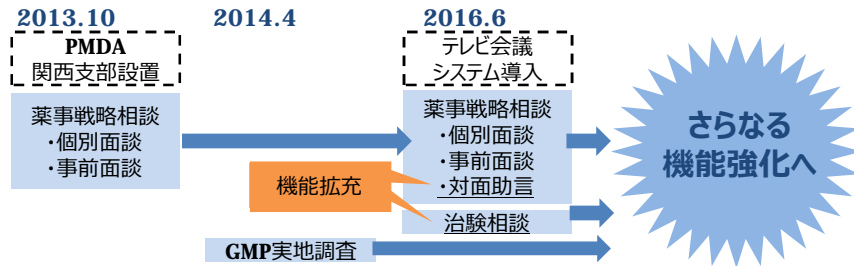 2013.10
2014.4
2016.6
PMDA
関西支部設置
テレビ会議
システム導入
薬事戦略相談
・個別面談
・事前面談
薬事戦略相談
・個別面談
・事前面談
・対面助言
機能拡充
治験相談
GMP実地調査
さらなる
機能強化へ